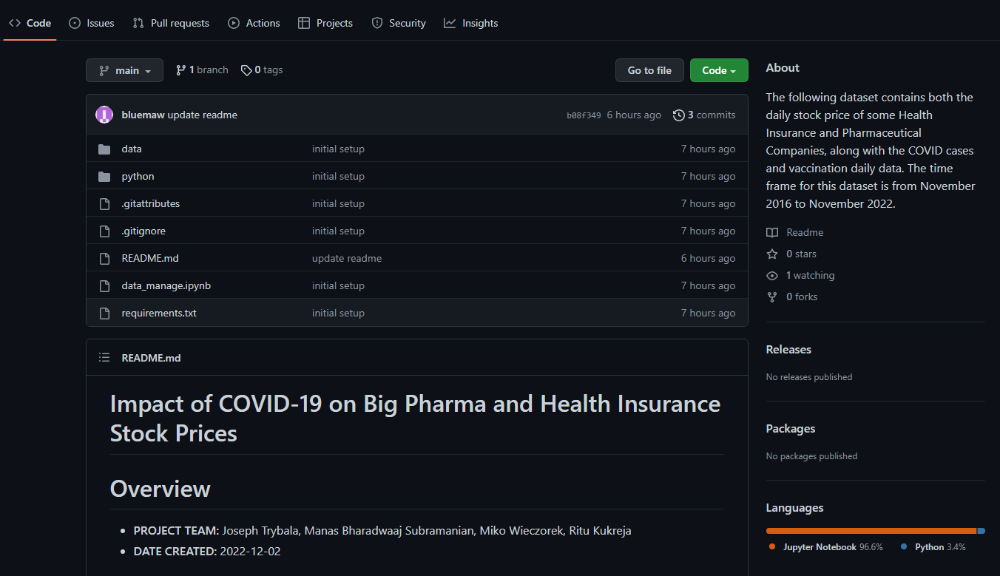 Code Issues Pull requests Actions Projects Security Insights
main 1 branch 0 tags Go to file Code
bluemaw update readme b08f349 6 hours ago 3 commits
data initial setup 7 hours ago
python initial setup 7 hours ago
.gitattributes initial setup 7 hours ago
.gitignore initial setup 7 hours ago
README.md update readme 6 hours ago
data_manage.ipynb initial setup 7 hours ago
requirements.txt initial setup 7 hours ago
README.md
Impact of COVID-19 on Big Pharma and Health Insurance
Stock Prices
Overview
PROJECT TEAM: Joseph Trybala, Manas Bharadwaaj Subramanian, Miko Wieczorek, Ritu Kukreja
DATE CREATED: 2022-12-02
About
The following dataset contains both the
daily stock price of some Health
Insurance and Pharmaceutical
Companies, along with the COVID cases
and vaccination daily data. The time
frame for this dataset is from November
2016 to November 2022.
Readme
0 stars
1 watching
0 forks
Releases
No releases published
Packages
No packages published
Languages
Jupyter Notebook 96.6% Python 3.4%